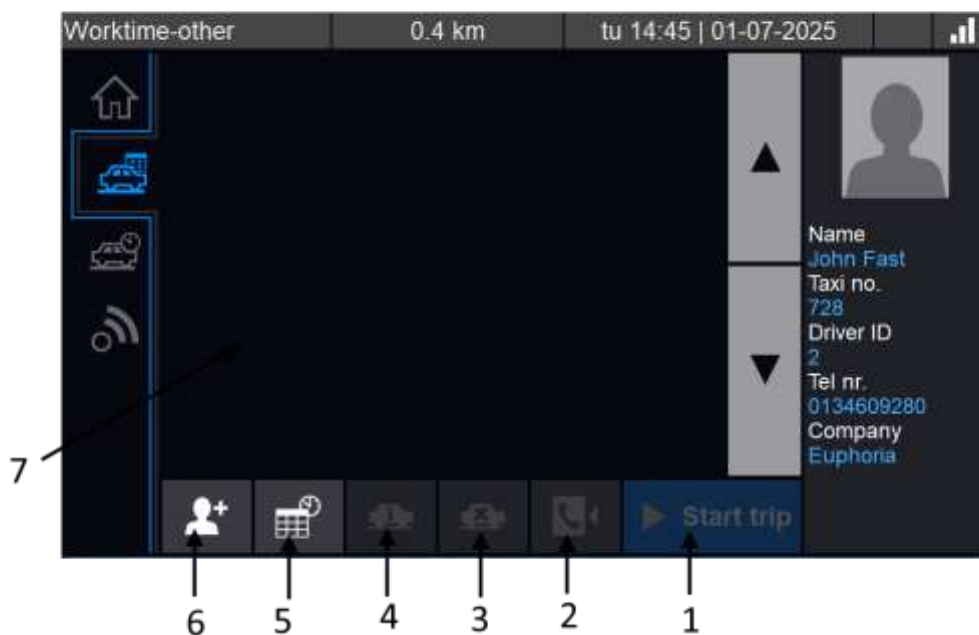 Worktime-other 0.4 km tu 14:45 | 01-07-2025
Name
John Fast
Taxi no.
728
Driver ID
2
Tel nr.
0134609280
Company
Euphoria
Start trip
7
6 5 4 3 2 1